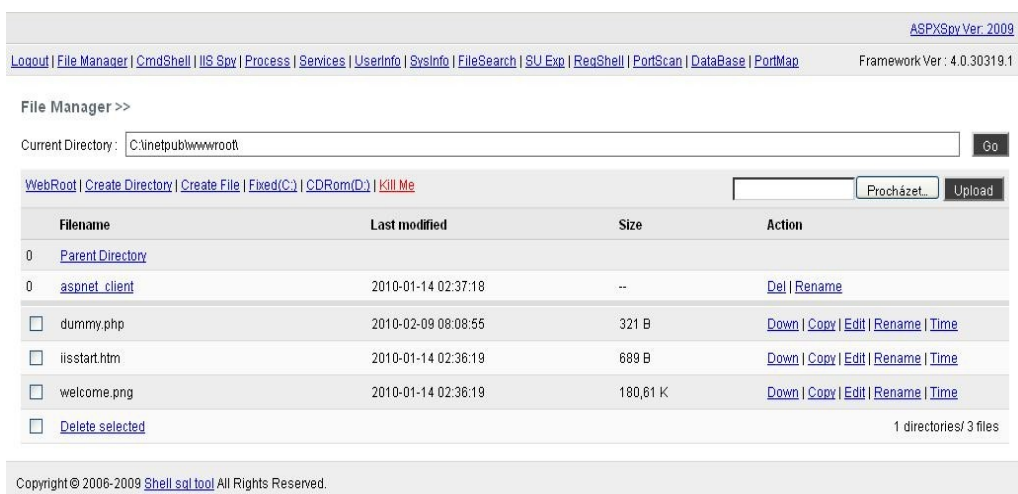 ASPXSpy Ver: 2009
Logout | File Manager | CmdShell | IIS Spy | Process | Services | UserInfo | SysInfo | FileSearch | SU Exp | RegShell | PortScan | DataBase | PortMap Framework Ver : 4.0.30319.1
File Manager >>
Current Directory : C:\inetpub\wwwroot\ Go
WebRoot | Create Directory | Create File | Fixed(C:) | CDRom(D:) | Kill Me Procházet... Upload
Filename Last modified Size Action
0 Parent Directory
0 aspnet_client 2010-01-14 02:37:18 -- Del | Rename
dummy.php 2010-02-09 08:08:55 321 B Down | Copy | Edit | Rename | Time
iisstart.htm 2010-01-14 02:36:19 689 B Down | Copy | Edit | Rename | Time
welcome.png 2010-01-14 02:36:19 180,61 K Down | Copy | Edit | Rename | Time
Delete selected 1 directories/ 3 files
Copyright © 2006-2009 Shell sql tool All Rights Reserved.